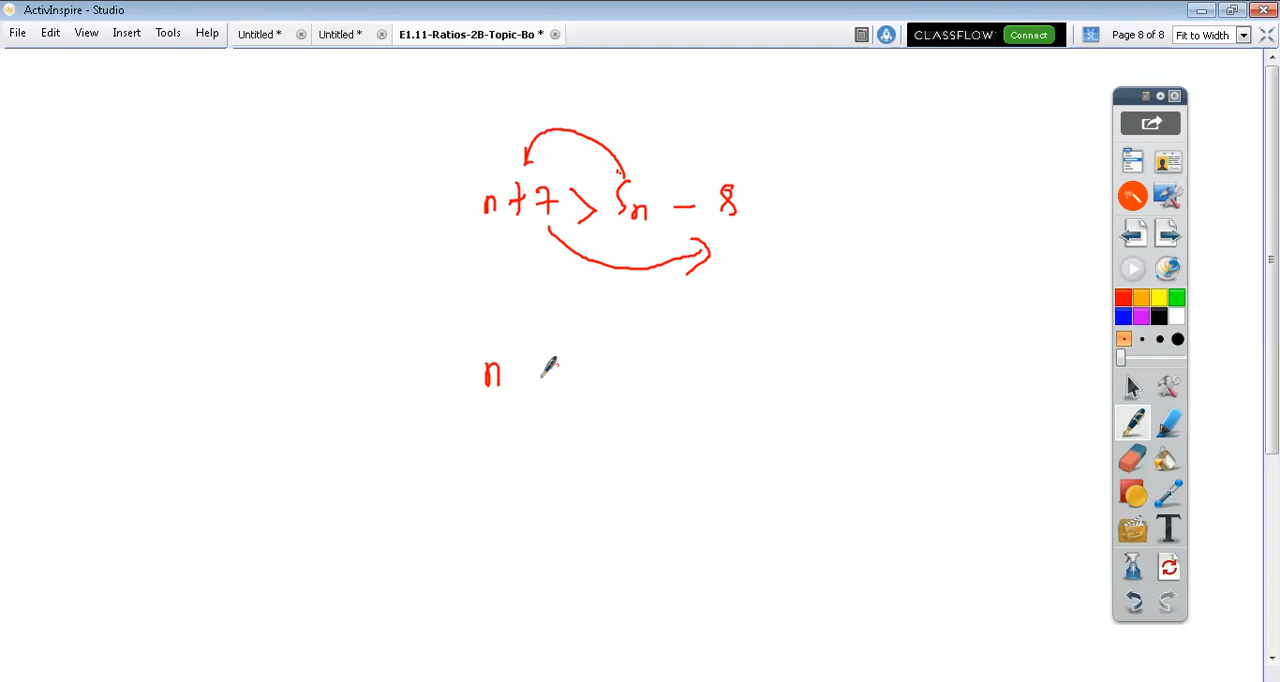 ActivInspire - Studio
File Edit View Insert Tools Help Untitled * Untitled * E1.11-Ratios-2B-Topic-Bo * CLASSFLOW Connect Page 8 of 8 Fit to Width
n + 7 > 5n - 8
n
T